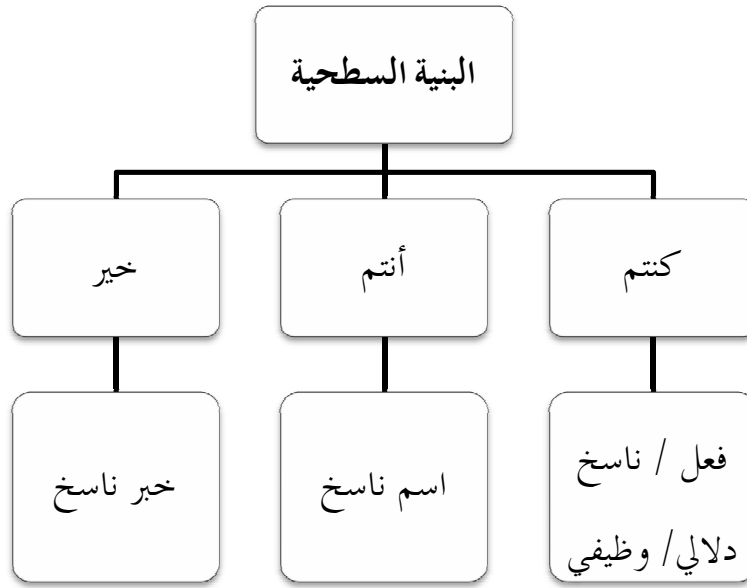 البنية السطحية
كنتم
أنتم
خير
فعل / ناسخ
دلالي/ وظيفي
اسم ناسخ
خبر ناسخ